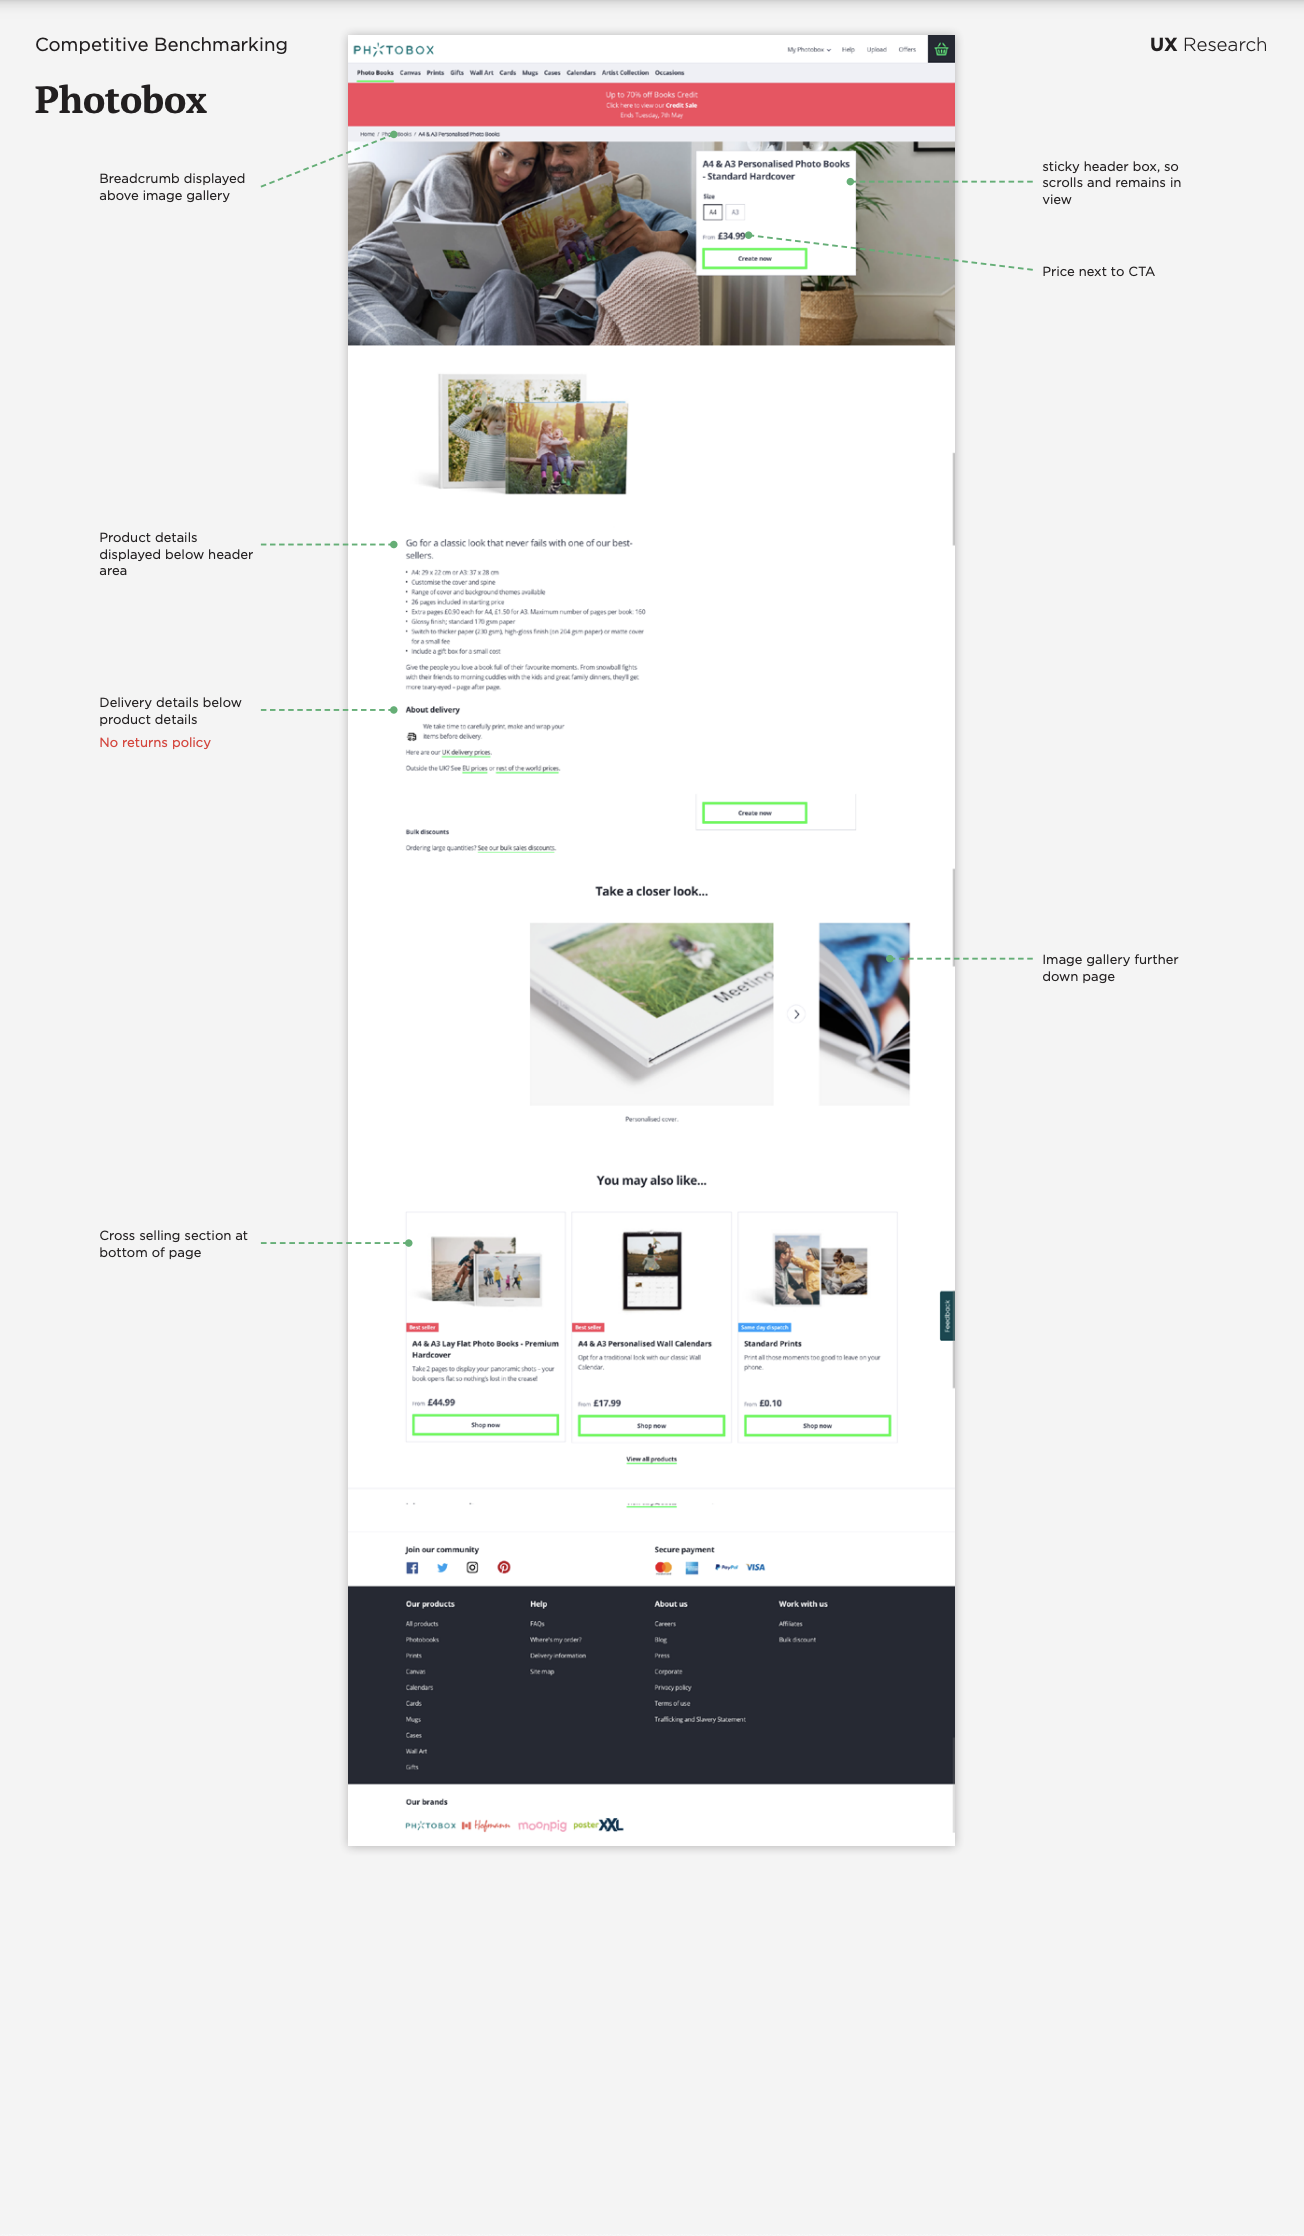 Competitive Benchmarking
UX Research
Photobox
PHOTOBOX
My Photobox
Help
Upload
Offers
Photo Books Canvas Prints Gifts Wall Art Cards Mugs Cases Calendars Artist Collection Occasions
Up to 70% off Books Credit
Click here to view our Credit Sale
Ends Tuesday, 7th May
Home / Photo Books / A4 & A3 Personalised Photo Books
Breadcrumb displayed
above image gallery
A4 & A3 Personalised Photo Books
- Standard Hardcover
Size
A4 A3
From £34.99
Create now
sticky header box, so
scrolls and remains in
view
Price next to CTA
Product details
displayed below header
area
Go for a classic look that never fails with one of our best-
sellers.
• A4: 29 x 22 cm or A3: 37 x 28 cm
• Customise the cover and spine
• Range of cover and background themes available
• 26 pages included in starting price
• Extra pages £0.90 each for A4, £1.50 for A3. Maximum number of pages per book: 160
• Glossy finish; standard 170 gsm paper
• Switch to thicker paper (230 gsm), high-gloss finish (on 204 gsm paper) or matte cover
for a small fee
• Include a gift box for a small cost
Give the people you love a book full of their favourite moments. From snowball fights
with their friends to morning cuddles with the kids and great family dinners, they'll get
more teary-eyed – page after page.
Delivery details below
product details
No returns policy
About delivery
We take time to carefully print, make and wrap your
items before delivery.
Here are our UK delivery prices.
Outside the UK? See EU prices or rest of the world prices.
Create now
Bulk discounts
Ordering large quantities? See our bulk sales discounts.
Take a closer look...
Meeting
Personalised cover.
Image gallery further
down page
You may also like...
Cross selling section at
bottom of page
Best seller
A4 & A3 Lay Flat Photo Books - Premium
Hardcover
Take 2 pages to display your panoramic shots - your
book opens flat so nothing's lost in the crease!
From £44.99
Shop now
Best seller
A4 & A3 Personalised Wall Calendars
Opt for a traditional look with our classic Wall
Calendar.
From £17.99
Shop now
Same day dispatch
Standard Prints
Print all those moments too good to leave on your
phone.
From £0.10
Shop now
Feedback
View all products
Join our community
Secure payment
PayPal VISA
Our products
All products
Photobooks
Prints
Canvas
Calendars
Cards
Mugs
Cases
Wall Art
Gifts
Help
FAQs
Where's my order?
Delivery information
Site map
About us
Careers
Blog
Press
Corporate
Privacy policy
Terms of use
Trafficking and Slavery Statement
Work with us
Affiliates
Bulk discount
Our brands
PHOTOBOX Hofmann moonpig posterXXL